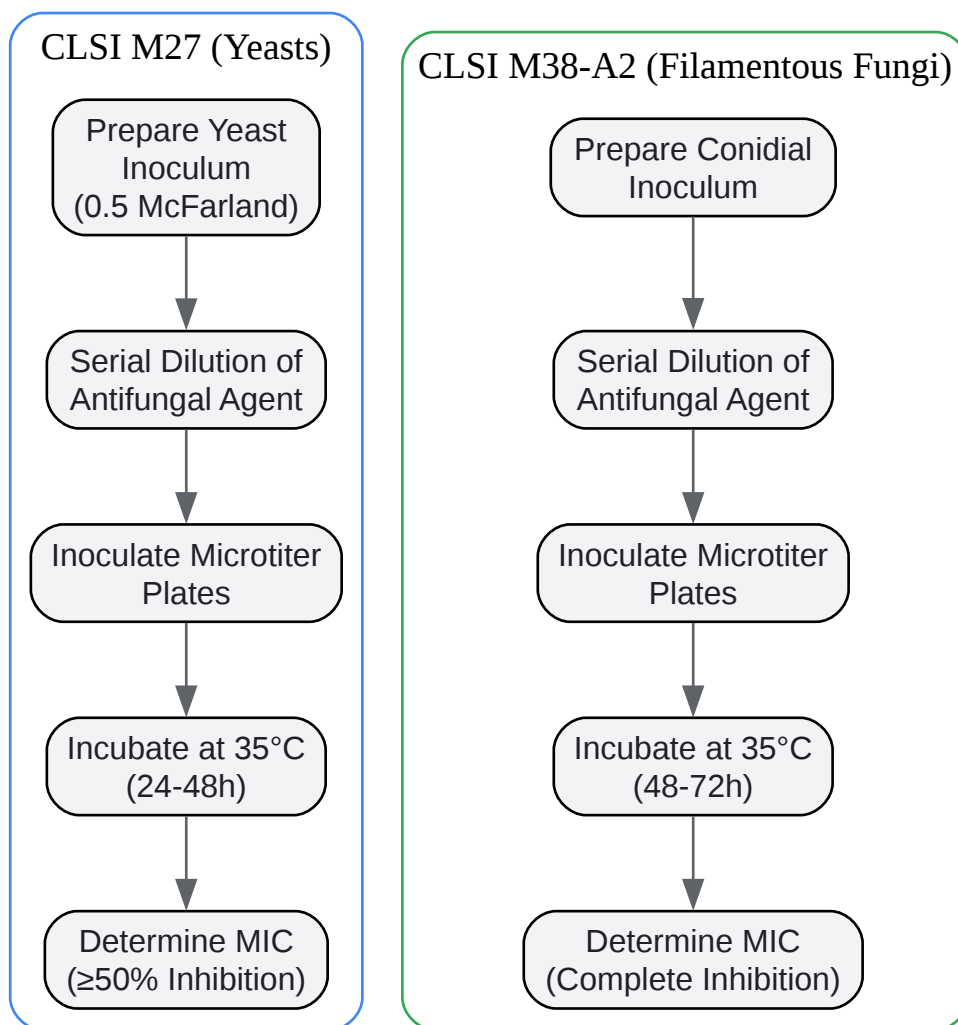 CLSI M27 (Yeasts)
Prepare Yeast
Inoculum
(0.5 McFarland)
Serial Dilution of
Antifungal Agent
Inoculate Microtiter
Plates
Incubate at 35°C
(24-48h)
Determine MIC
(≥50% Inhibition)
CLSI M38-A2 (Filamentous Fungi)
Prepare Conidial
Inoculum
Serial Dilution of
Antifungal Agent
Inoculate Microtiter
Plates
Incubate at 35°C
(48-72h)
Determine MIC
(Complete Inhibition)